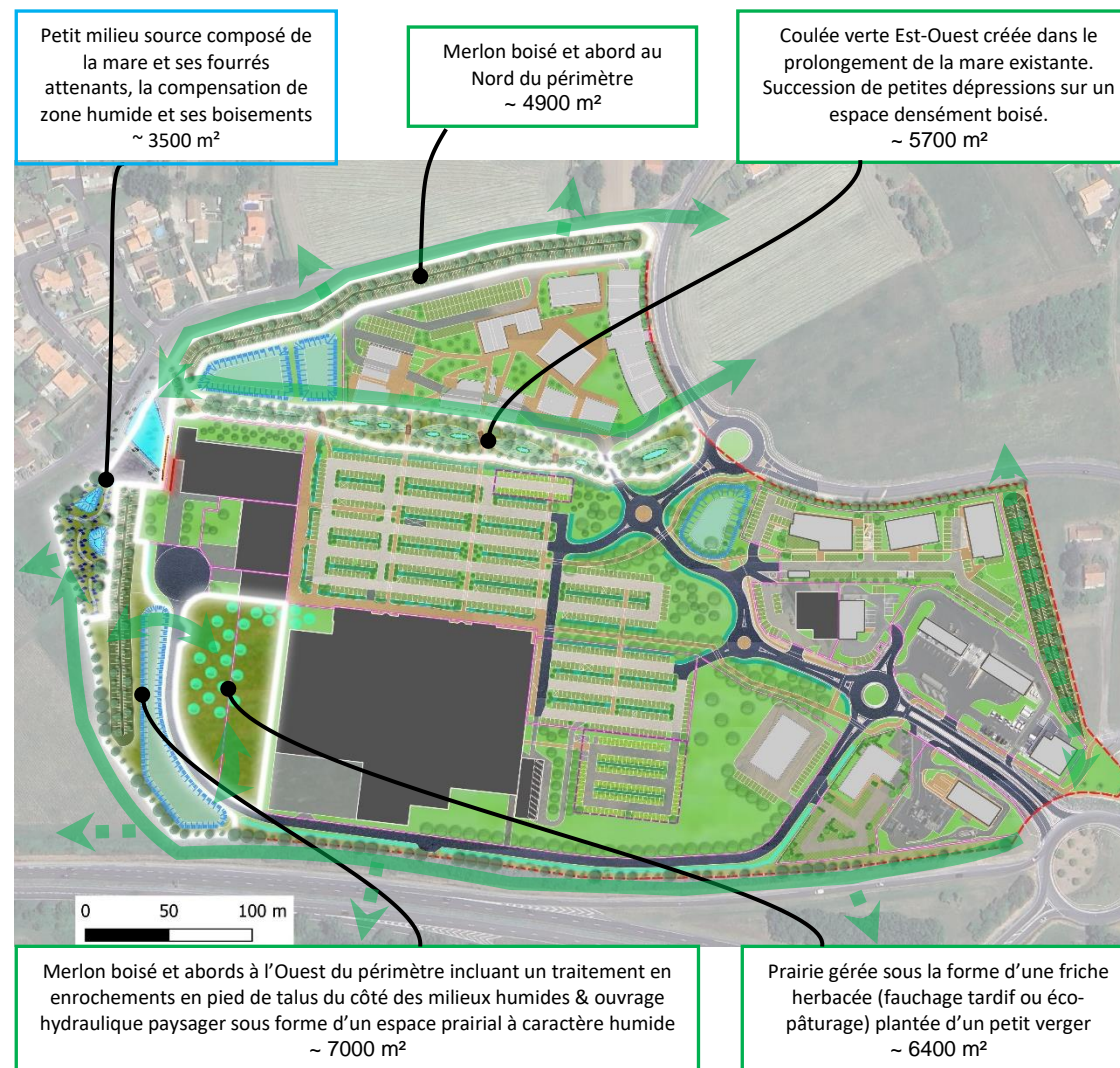 Petit milieu source composé de
la mare et ses fourrés
attenants, la compensation de
zone humide et ses boisements
~ 3500 m²
Merlon boisé et abord au
Nord du périmètre
~ 4900 m²
Coulée verte Est-Ouest créée dans le
prolongement de la mare existante.
Succession de petites dépressions sur un
espace densément boisé.
~ 5700 m²
0 50 100 m
Merlon boisé et abords à l’Ouest du périmètre incluant un traitement en
enrochements en pied de talus du côté des milieux humides & ouvrage
hydraulique paysager sous forme d’un espace prairial à caractère humide
~ 7000 m²
Prairie gérée sous la forme d’une friche
herbacée (fauchage tardif ou éco-
pâturage) plantée d’un petit verger
~ 6400 m²